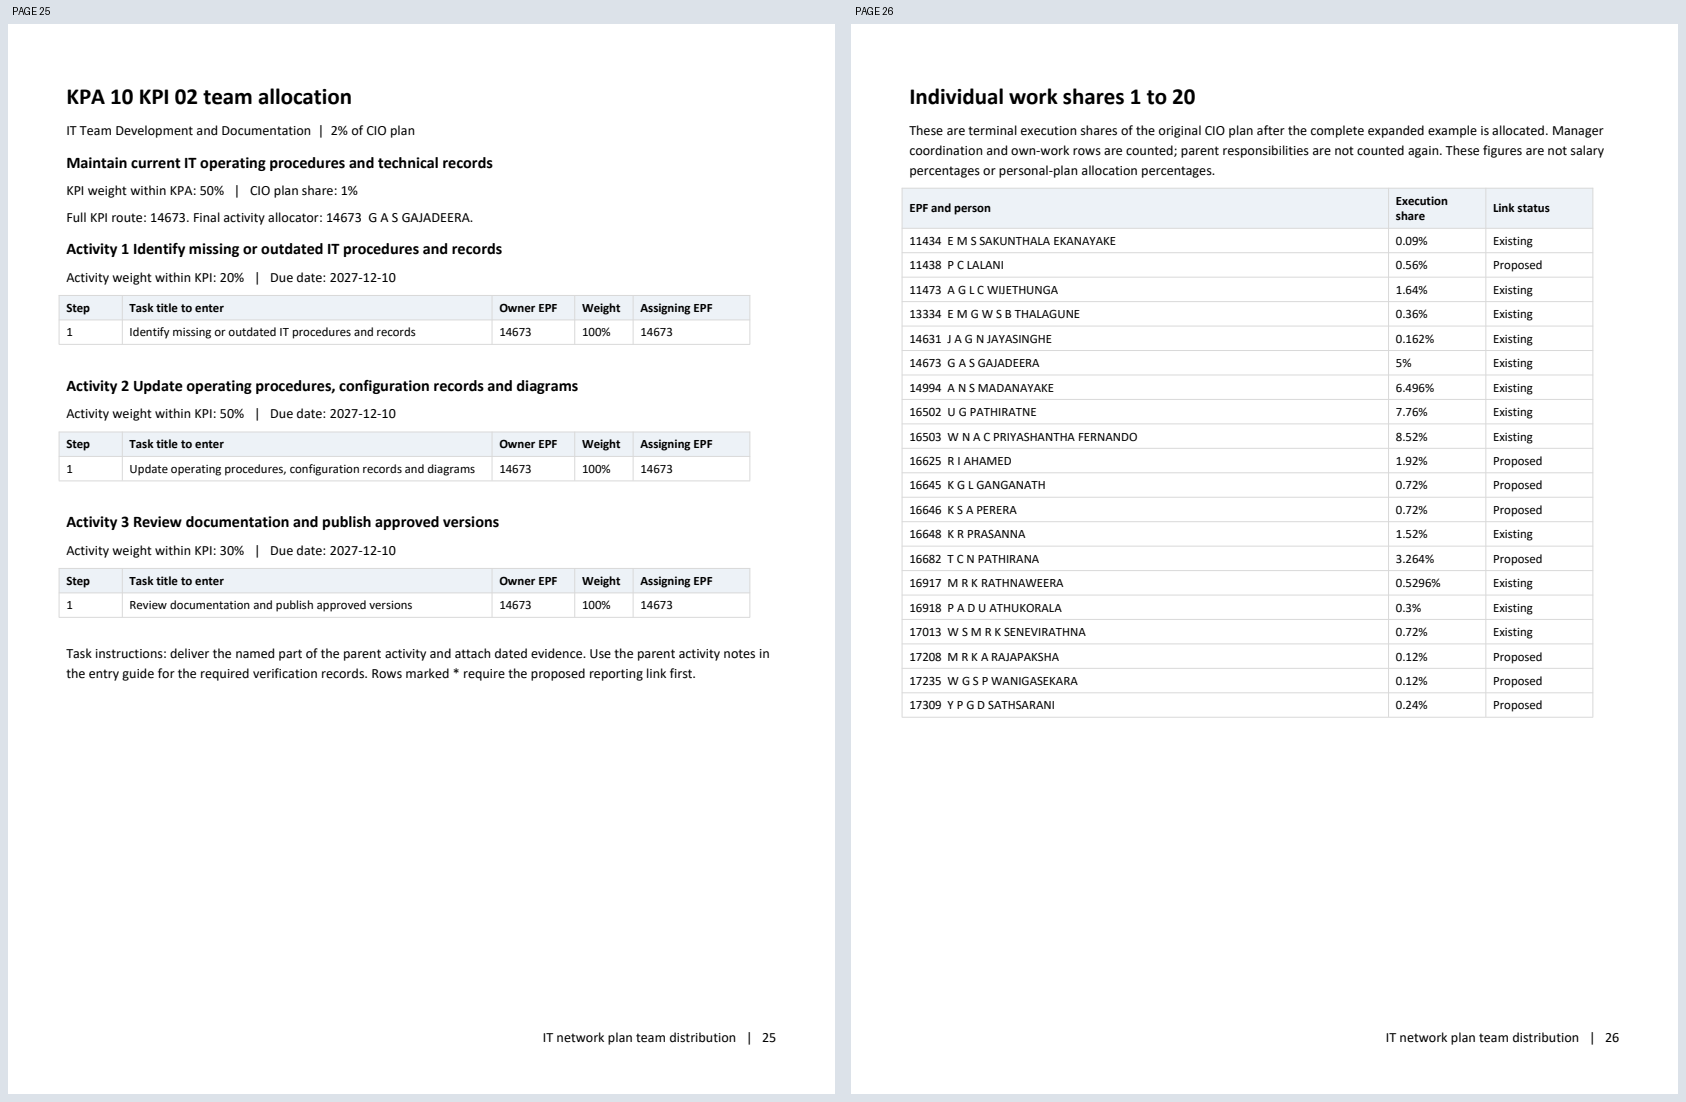 PAGE 25
KPA 10 KPI 02 team allocation
IT Team Development and Documentation | 2% of CIO plan
Maintain current IT operating procedures and technical records
KPI weight within KPA: 50% | CIO plan share: 1%
Full KPI route: 14673. Final activity allocator: 14673 G A S GAJADEERA.
Activity 1 Identify missing or outdated IT procedures and records
Activity weight within KPI: 20% | Due date: 2027-12-10
Step Task title to enter Owner EPF Weight Assigning EPF
1 Identify missing or outdated IT procedures and records 14673 100% 14673
Activity 2 Update operating procedures, configuration records and diagrams
Activity weight within KPI: 50% | Due date: 2027-12-10
Step Task title to enter Owner EPF Weight Assigning EPF
1 Update operating procedures, configuration records and diagrams 14673 100% 14673
Activity 3 Review documentation and publish approved versions
Activity weight within KPI: 30% | Due date: 2027-12-10
Step Task title to enter Owner EPF Weight Assigning EPF
1 Review documentation and publish approved versions 14673 100% 14673
Task instructions: deliver the named part of the parent activity and attach dated evidence. Use the parent activity notes in
the entry guide for the required verification records. Rows marked * require the proposed reporting link first.
IT network plan team distribution | 25
PAGE 26
Individual work shares 1 to 20
These are terminal execution shares of the original CIO plan after the complete expanded example is allocated. Manager
coordination and own-work rows are counted; parent responsibilities are not counted again. These figures are not salary
percentages or personal-plan allocation percentages.
EPF and person Execution share Link status
11434 E M S SAKUNTHALA EKANAYAKE 0.09% Existing
11438 P C LALANI 0.56% Proposed
11473 A G L C WIJETHUNGA 1.64% Existing
13334 E M G W S B THALAGUNE 0.36% Existing
14631 J A G N JAYASINGHE 0.162% Existing
14673 G A S GAJADEERA 5% Existing
14994 A N S MADANAYAKE 6.496% Existing
16502 U G PATHIRATNE 7.76% Existing
16503 W N A C PRIYASHANTHA FERNANDO 8.52% Existing
16625 R I AHAMED 1.92% Proposed
16645 K G L GANGANATH 0.72% Proposed
16646 K S A PERERA 0.72% Proposed
16648 K R PRASANNA 1.52% Existing
16682 T C N PATHIRANA 3.264% Proposed
16917 M R K RATHNAWEERA 0.5296% Existing
16918 P A D U ATHUKORALA 0.3% Existing
17013 W S M R K SENEVIRATHNA 0.72% Existing
17208 M R K A RAJAPAKSHA 0.12% Proposed
17235 W G S P WANIGASEKARA 0.12% Proposed
17309 Y P G D SATHSARANI 0.24% Proposed
IT network plan team distribution | 26